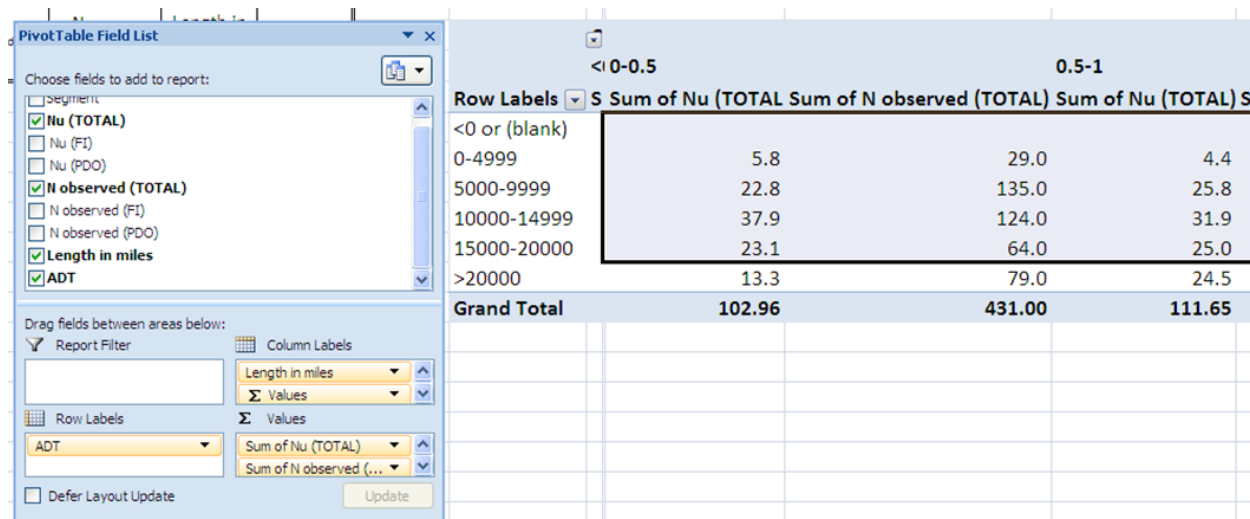 Length in
PivotTable Field List
Choose fields to add to report:
Segment
Nu (TOTAL)
Nu (FI)
Nu (PDO)
N observed (TOTAL)
N observed (FI)
N observed (PDO)
Length in miles
ADT
Drag fields between areas below:
Report Filter
Column Labels
Length in miles
Σ Values
Row Labels
Σ Values
ADT
Sum of Nu (TOTAL)
Sum of N observed (...
Defer Layout Update
Update
<( 0-0.5 0.5-1
Row Labels S Sum of Nu (TOTAL Sum of N observed (TOTAL) Sum of Nu (TOTAL) S
<0 or (blank)
0-4999 5.8 29.0 4.4
5000-9999 22.8 135.0 25.8
10000-14999 37.9 124.0 31.9
15000-20000 23.1 64.0 25.0
>20000 13.3 79.0 24.5
Grand Total 102.96 431.00 111.65